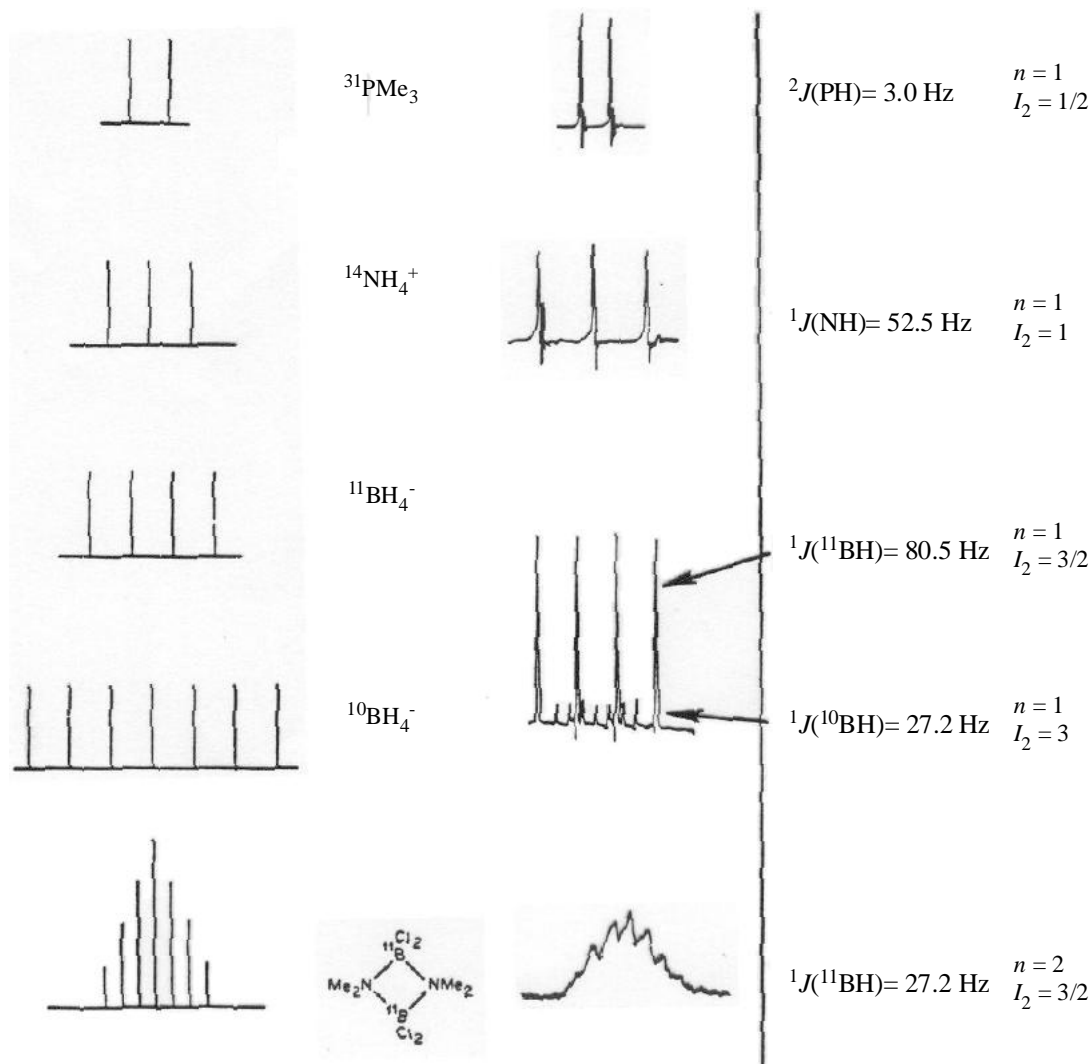 ³¹PMe₃
²J(PH)= 3.0 Hz
n = 1
I₂ = 1/2
¹⁴NH₄⁺
¹J(NH)= 52.5 Hz
n = 1
I₂ = 1
¹¹BH₄⁻
¹J(¹¹BH)= 80.5 Hz
n = 1
I₂ = 3/2
¹⁰BH₄⁻
¹J(¹⁰BH)= 27.2 Hz
n = 1
I₂ = 3
Cl₂
¹¹B
Me₂N NMe₂
¹¹B
Cl₂
¹J(¹¹BH)= 27.2 Hz
n = 2
I₂ = 3/2